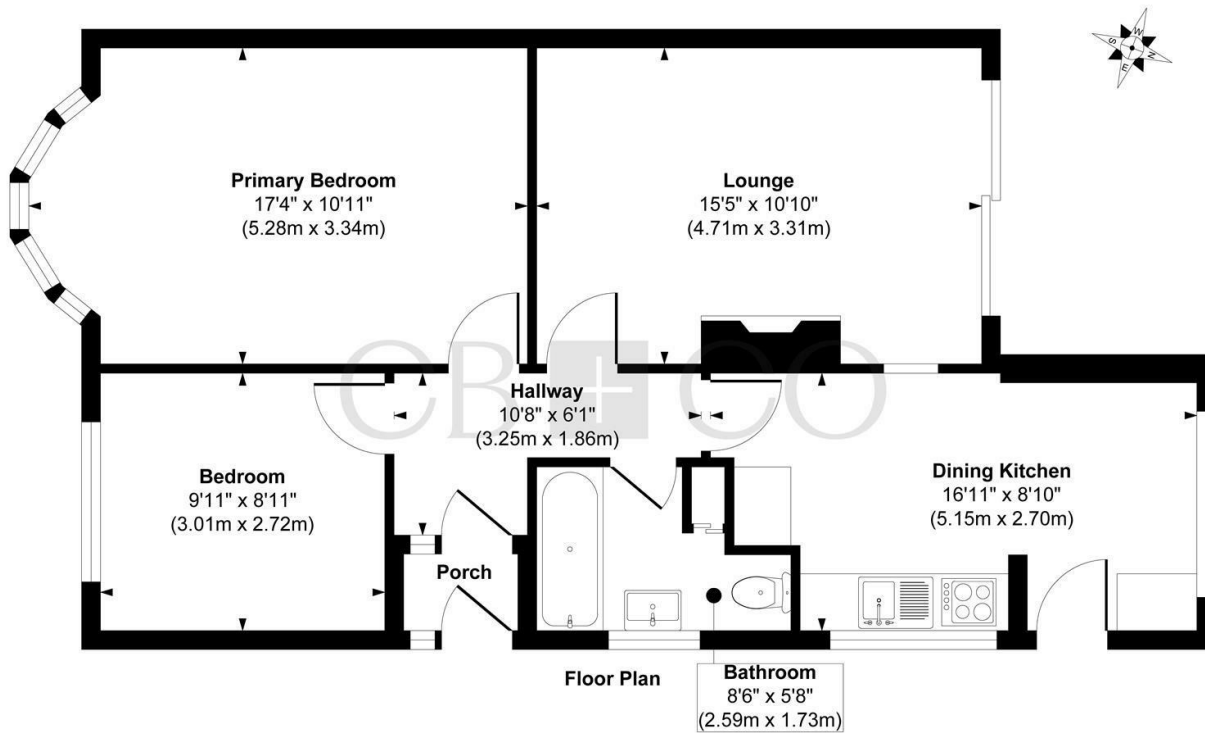 W
S
N
E
Primary Bedroom
17'4" x 10'11"
(5.28m x 3.34m)
Lounge
15'5" x 10'10"
(4.71m x 3.31m)
CB + CO
Hallway
10'8" x 6'1"
(3.25m x 1.86m)
Bedroom
9'11" x 8'11"
(3.01m x 2.72m)
Dining Kitchen
16'11" x 8'10"
(5.15m x 2.70m)
Porch
Floor Plan
Bathroom
8'6" x 5'8"
(2.59m x 1.73m)